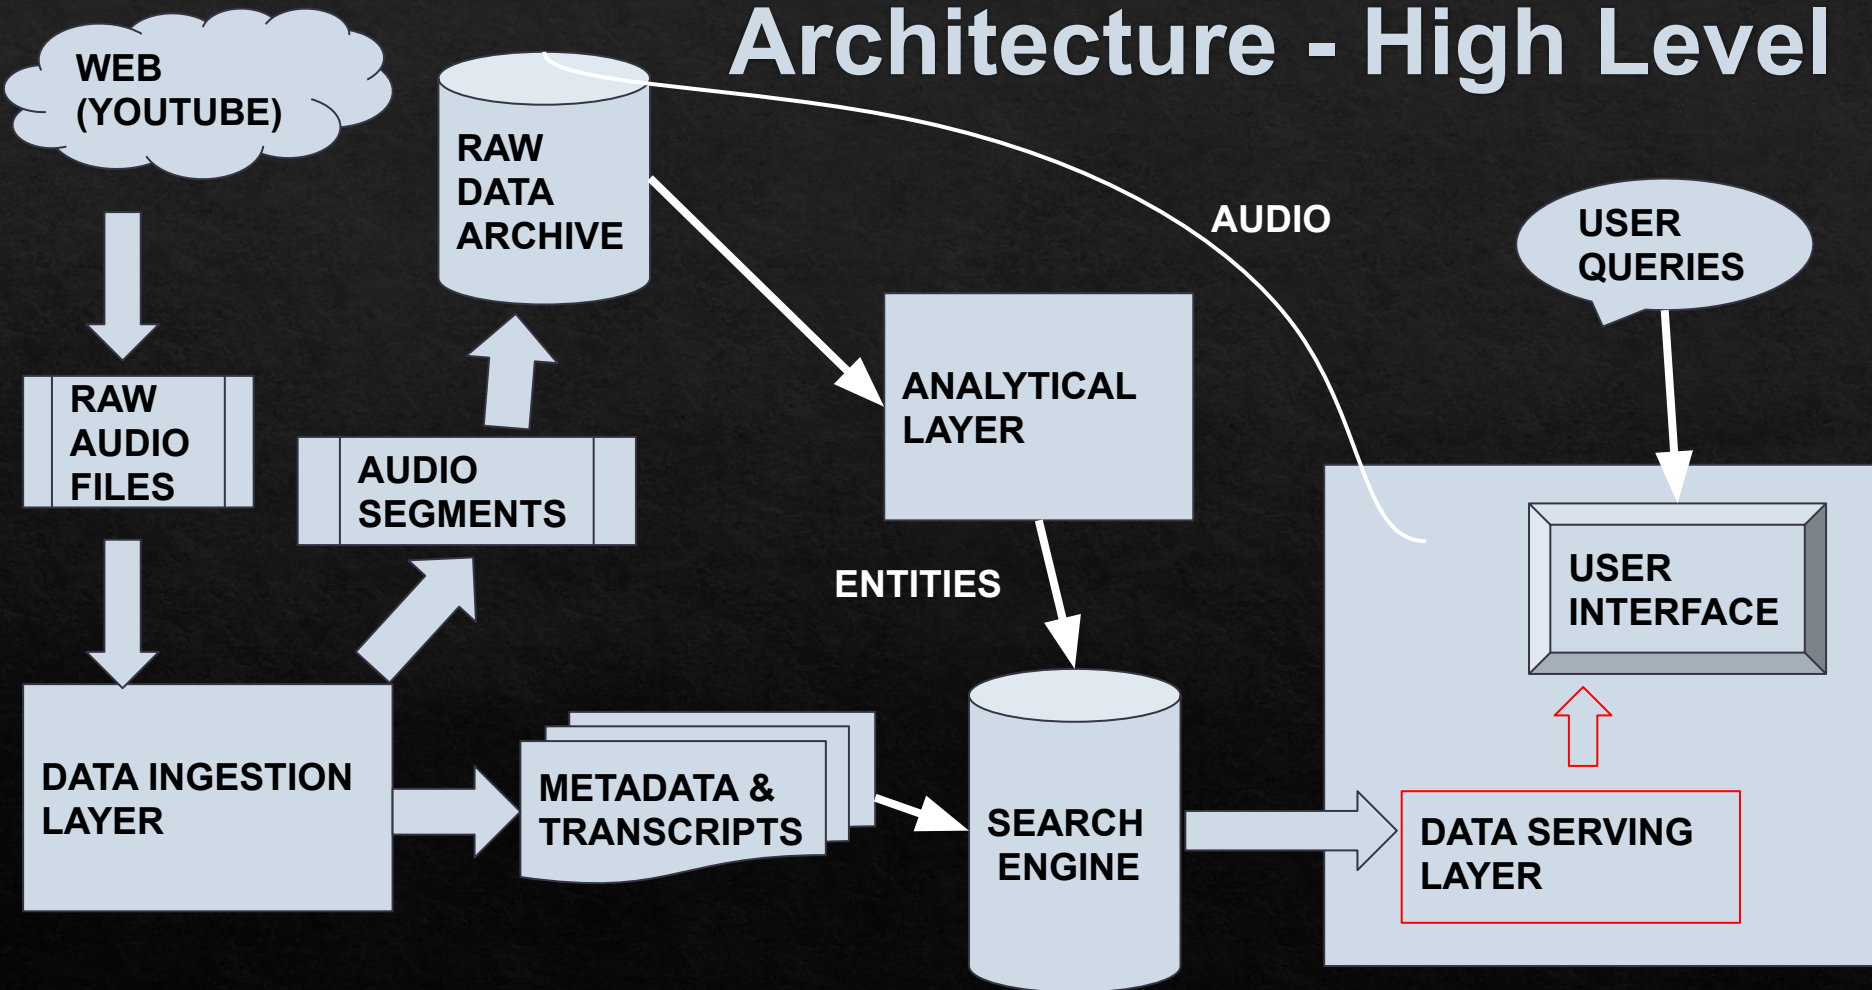 Architecture - High Level
WEB
(YOUTUBE)
RAW
DATA
ARCHIVE
AUDIO
USER
QUERIES
RAW
AUDIO
FILES
AUDIO
SEGMENTS
ANALYTICAL
LAYER
ENTITIES
USER
INTERFACE
DATA INGESTION
LAYER
METADATA &
TRANSCRIPTS
SEARCH
ENGINE
DATA SERVING
LAYER